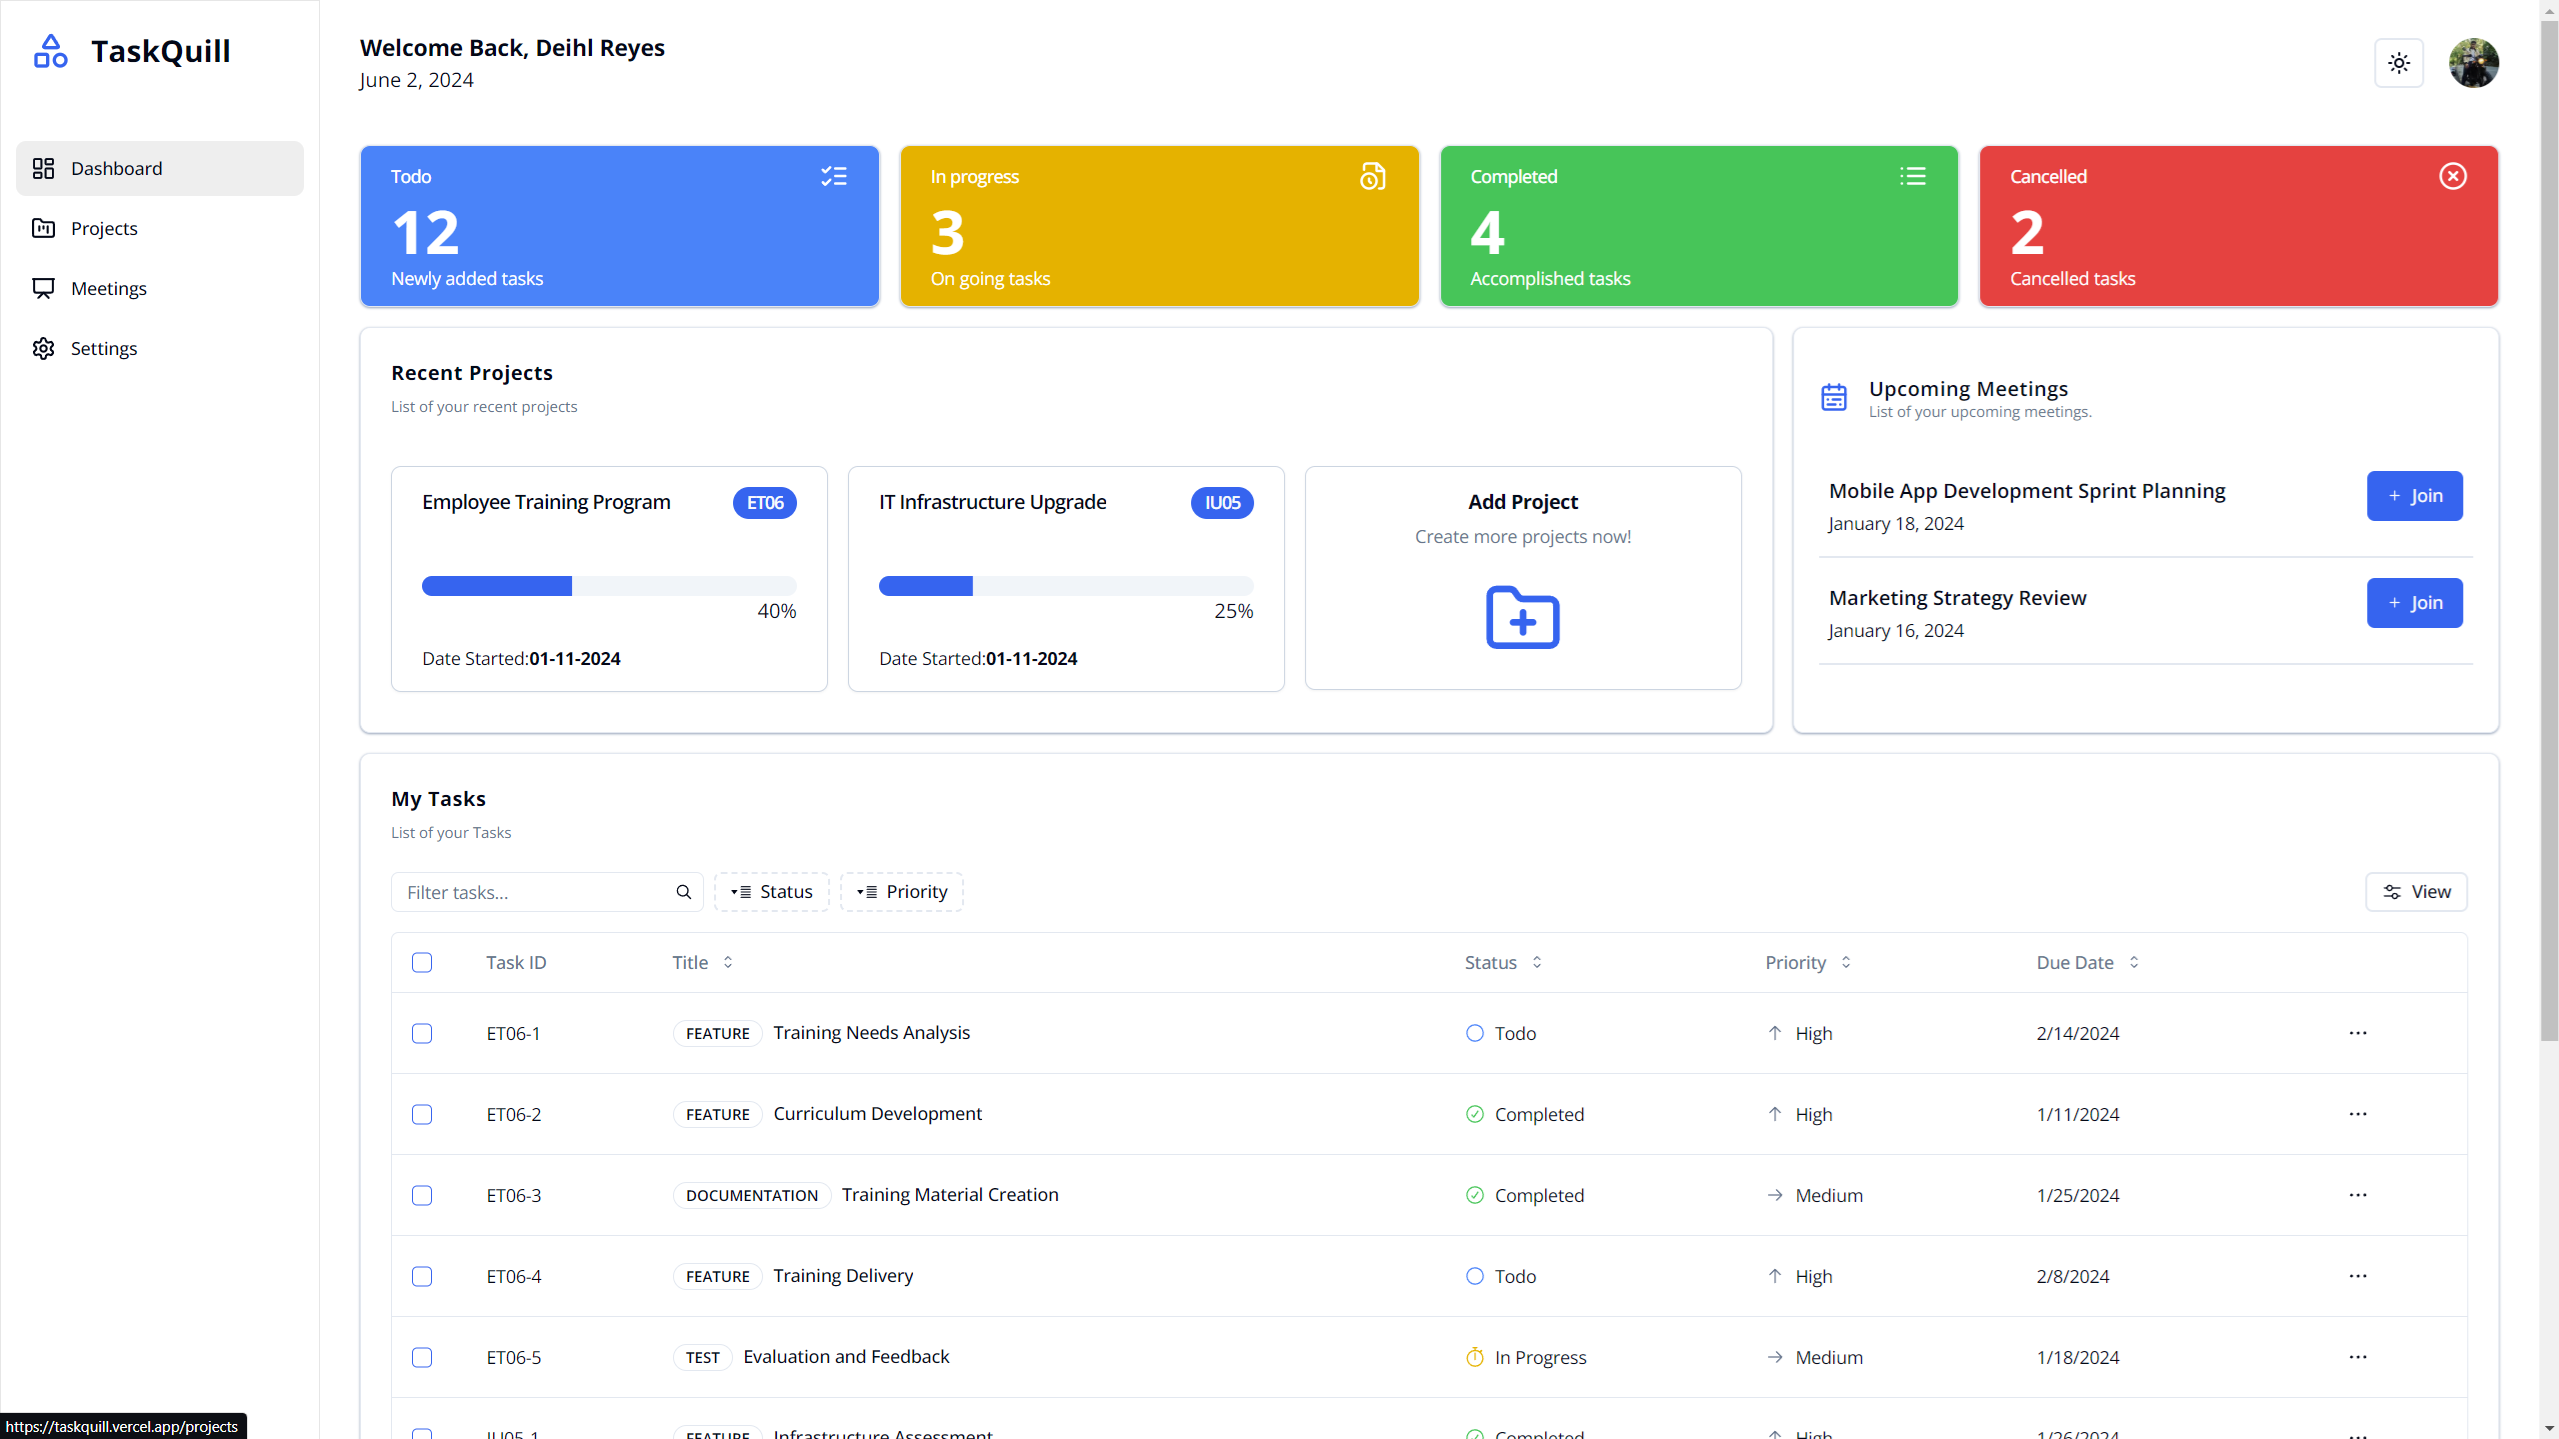 TaskQuill
Dashboard
Projects
Meetings
Settings
Welcome Back, Deihl Reyes
June 2, 2024
Todo
12
Newly added tasks
In progress
3
On going tasks
Completed
4
Accomplished tasks
Cancelled
2
Cancelled tasks
Recent Projects
List of your recent projects
Employee Training Program ET06
40%
Date Started:01-11-2024
IT Infrastructure Upgrade IU05
25%
Date Started:01-11-2024
Add Project
Create more projects now!
Upcoming Meetings
List of your upcoming meetings.
Mobile App Development Sprint Planning
January 18, 2024
+ Join
Marketing Strategy Review
January 16, 2024
+ Join
My Tasks
List of your Tasks
Filter tasks... Status Priority View
Task ID Title Status Priority Due Date
ET06-1 FEATURE Training Needs Analysis Todo High 2/14/2024 ...
ET06-2 FEATURE Curriculum Development Completed High 1/11/2024 ...
ET06-3 DOCUMENTATION Training Material Creation Completed Medium 1/25/2024 ...
ET06-4 FEATURE Training Delivery Todo High 2/8/2024 ...
ET06-5 TEST Evaluation and Feedback In Progress Medium 1/18/2024 ...
IU05-1 FEATURE Infrastructure Assessment Completed High 1/26/2024 ...
https://taskquill.vercel.app/projects